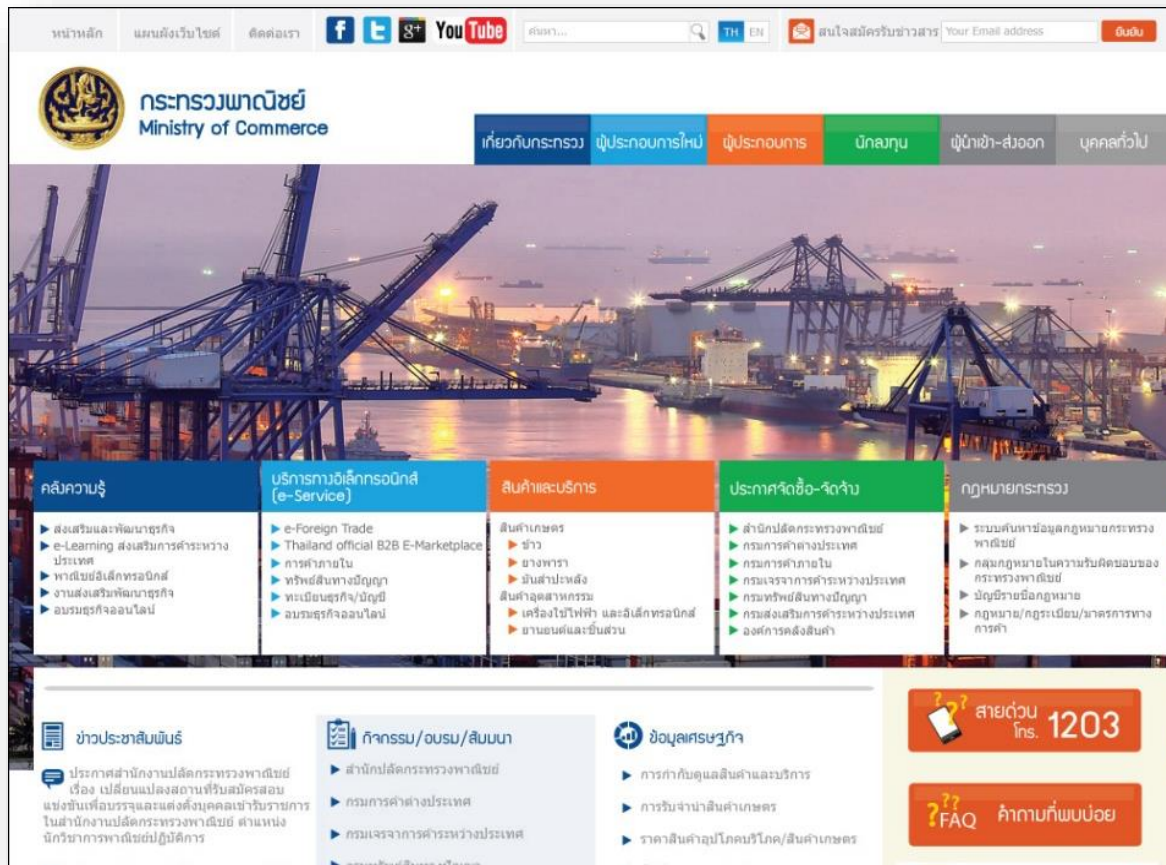 หน้าหลัก แผนผังเว็บไซต์ ติดต่อเรา f t g+ YouTube ค้นหา... TH EN สนใจสมัครรับข่าวสาร Your Email address ยืนยัน
กระทรวงพาณิชย์
Ministry of Commerce
เกี่ยวกับกระทรวง ผู้ประกอบการใหม่ ผู้ประกอบการ นักลงทุน ผู้นำเข้า-ส่งออก บุคคลทั่วไป
คลังความรู้
ส่งเสริมและพัฒนาธุรกิจ
e-Learning ส่งเสริมการค้าระหว่าง
ประเทศ
พาณิชย์อิเล็กทรอนิกส์
งานส่งเสริมพัฒนาธุรกิจ
อบรมธุรกิจออนไลน์
บริการทางอิเล็กทรอนิกส์
(e-Service)
e-Foreign Trade
Thailand official B2B E-Marketplace
การค้าภายใน
ทรัพย์สินทางปัญญา
ทะเบียนธุรกิจ/บัญชี
อบรมธุรกิจออนไลน์
สินค้าและบริการ
สินค้าเกษตร
ข้าว
ยางพารา
มันสำปะหลัง
สินค้าอุตสาหกรรม
เครื่องใช้ไฟฟ้า และอิเล็กทรอนิกส์
ยานยนต์และชิ้นส่วน
ประกาศจัดซื้อ-จัดจ้าง
สำนักปลัดกระทรวงพาณิชย์
กรมการค้าต่างประเทศ
กรมการค้าภายใน
กรมเจรจาการค้าระหว่างประเทศ
กรมทรัพย์สินทางปัญญา
กรมส่งเสริมการค้าระหว่างประเทศ
องค์การคลังสินค้า
กฎหมายกระทรวง
ระบบค้นหาข้อมูลกฎหมายกระทรวง
พาณิชย์
กลุ่มกฎหมายในความรับผิดชอบของ
กระทรวงพาณิชย์
บัญชีรายชื่อกฎหมาย
กฎหมาย/กฎระเบียบ/มาตรการทาง
การค้า
ข่าวประชาสัมพันธ์
ประกาศสำนักงานปลัดกระทรวงพาณิชย์
เรื่อง เปลี่ยนแปลงสถานที่รับสมัครสอบ
แข่งขันเพื่อบรรจุและแต่งตั้งบุคคลเข้ารับราชการ
ในสำนักงานปลัดกระทรวงพาณิชย์ ตำแหน่ง
นักวิชาการพาณิชย์ปฏิบัติการ
กิจกรรม/อบรม/สัมมนา
สำนักปลัดกระทรวงพาณิชย์
กรมการค้าต่างประเทศ
กรมเจรจาการค้าระหว่างประเทศ
ข้อมูลเศรษฐกิจ
การกำกับดูแลสินค้าและบริการ
การรับจำนำสินค้าเกษตร
ราคาสินค้าอุปโภคบริโภค/สินค้าเกษตร
สายด่วน
โทร. 1203
???
FAQ คำถามที่พบบ่อย